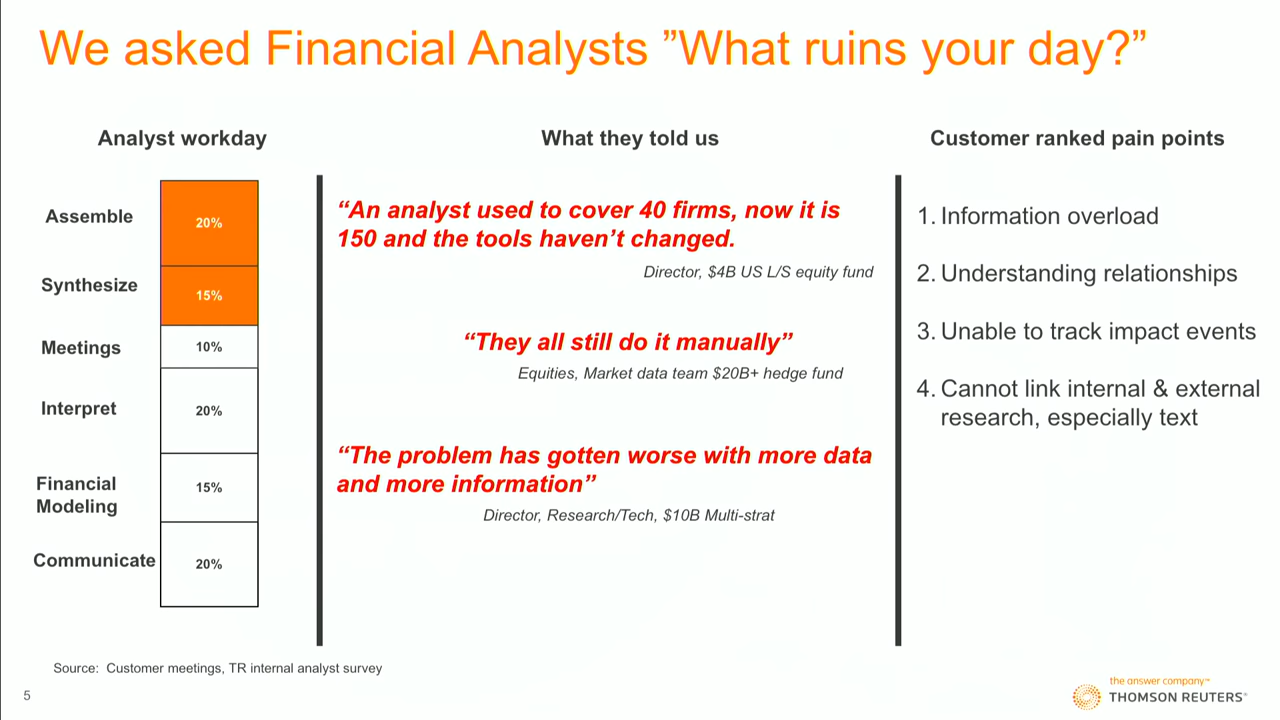 We asked Financial Analysts ”What ruins your day?”
Analyst workday
Assemble
20%
Synthesize
15%
Meetings
10%
Interpret
20%
Financial
Modeling
15%
Communicate
20%
What they told us
“An analyst used to cover 40 firms, now it is
150 and the tools haven’t changed.
Director, $4B US L/S equity fund
“They all still do it manually”
Equities, Market data team $20B+ hedge fund
“The problem has gotten worse with more data
and more information”
Director, Research/Tech, $10B Multi-strat
Customer ranked pain points
1. Information overload
2. Understanding relationships
3. Unable to track impact events
4. Cannot link internal & external
research, especially text
Source: Customer meetings, TR internal analyst survey
5
the answer company™
THOMSON REUTERS®